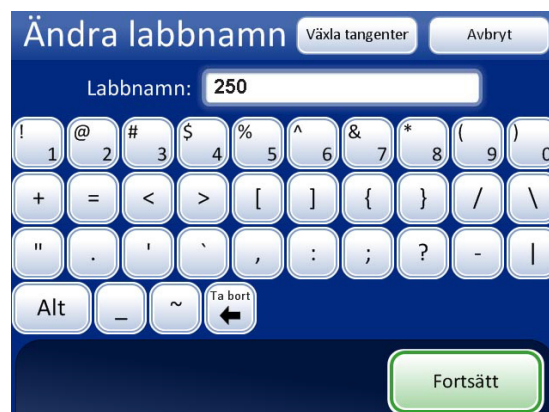 Ändra labbnamn Växla tangenter Avbryt
Labbnamn: 250
! 1 @ 2 # 3 $ 4 % 5 ^ 6 & 7 * 8 ( 9 ) 0
+ = < > [ ] { } / \
" . ' ` , : ; ? - |
Alt _ ~ Ta bort
Fortsätt